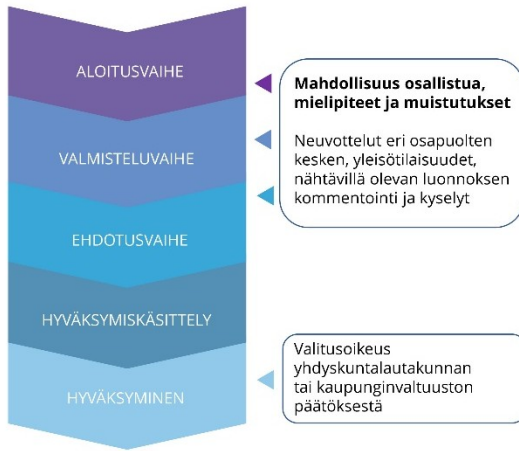 ALOITUSVAIHE
Mahdollisuus osallistua,
mielipiteet ja muistutukset
Neuvottelut eri osapuolten
kesken, yleisötilaisuudet,
nähtävillä olevan luonnoksen
kommentointi ja kyselyt
VALMISTELUVAIHE
EHDOTUSVAIHE
HYVÄKSYMISKÄSITTELY
HYVÄKSYMINEN
Valitusoikeus
yhdyskuntalautakunnan
tai kaupunginvaltuuston
päätöksestä